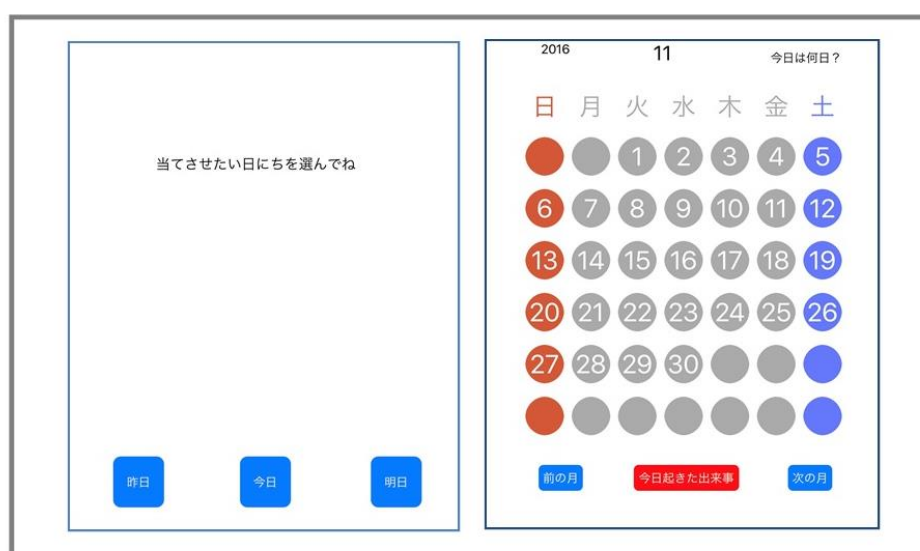 当てさせたい日にちを選んでね
昨日 今日 明日
2016 11 今日は何日？
日 月 火 水 木 金 土
1 2 3 4 5
6 7 8 9 10 11 12
13 14 15 16 17 18 19
20 21 22 23 24 25 26
27 28 29 30
前の月 今日起きた出来事 次の月